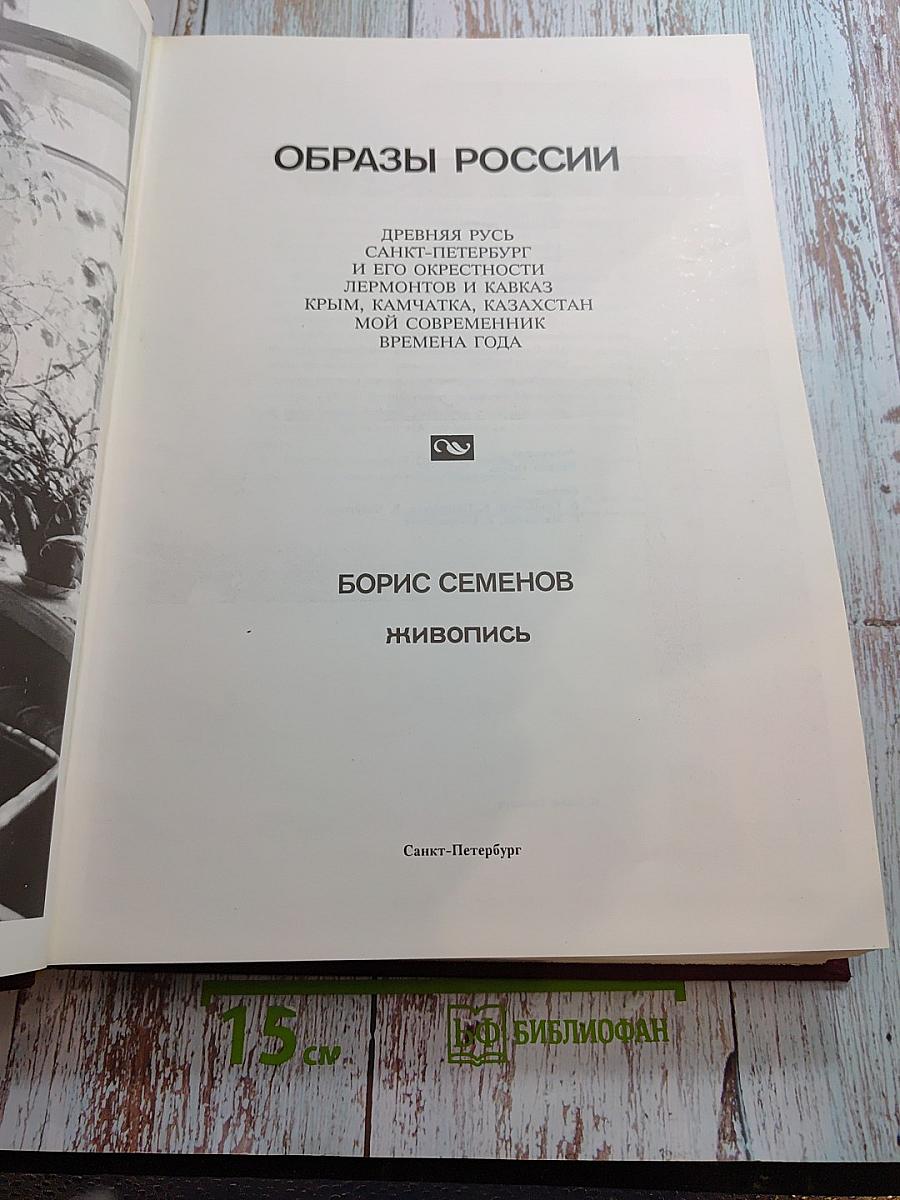 ОБРАЗЫ РОССИИ
ДРЕВНЯЯ РУСЬ
САНКТ-ПЕТЕРБУРГ
И ЕГО ОКРЕСТНОСТИ
ЛЕРМОНТОВ И КАВКАЗ
КРЫМ, КАМЧАТКА, КАЗАХСТАН
МОЙ СОВРЕМЕННИК
ВРЕМЕНА ГОДА
БОРИС СЕМЕНОВ
ЖИВОПИСЬ
Санкт-Петербург
15 см
БФ БИБЛИОФАН